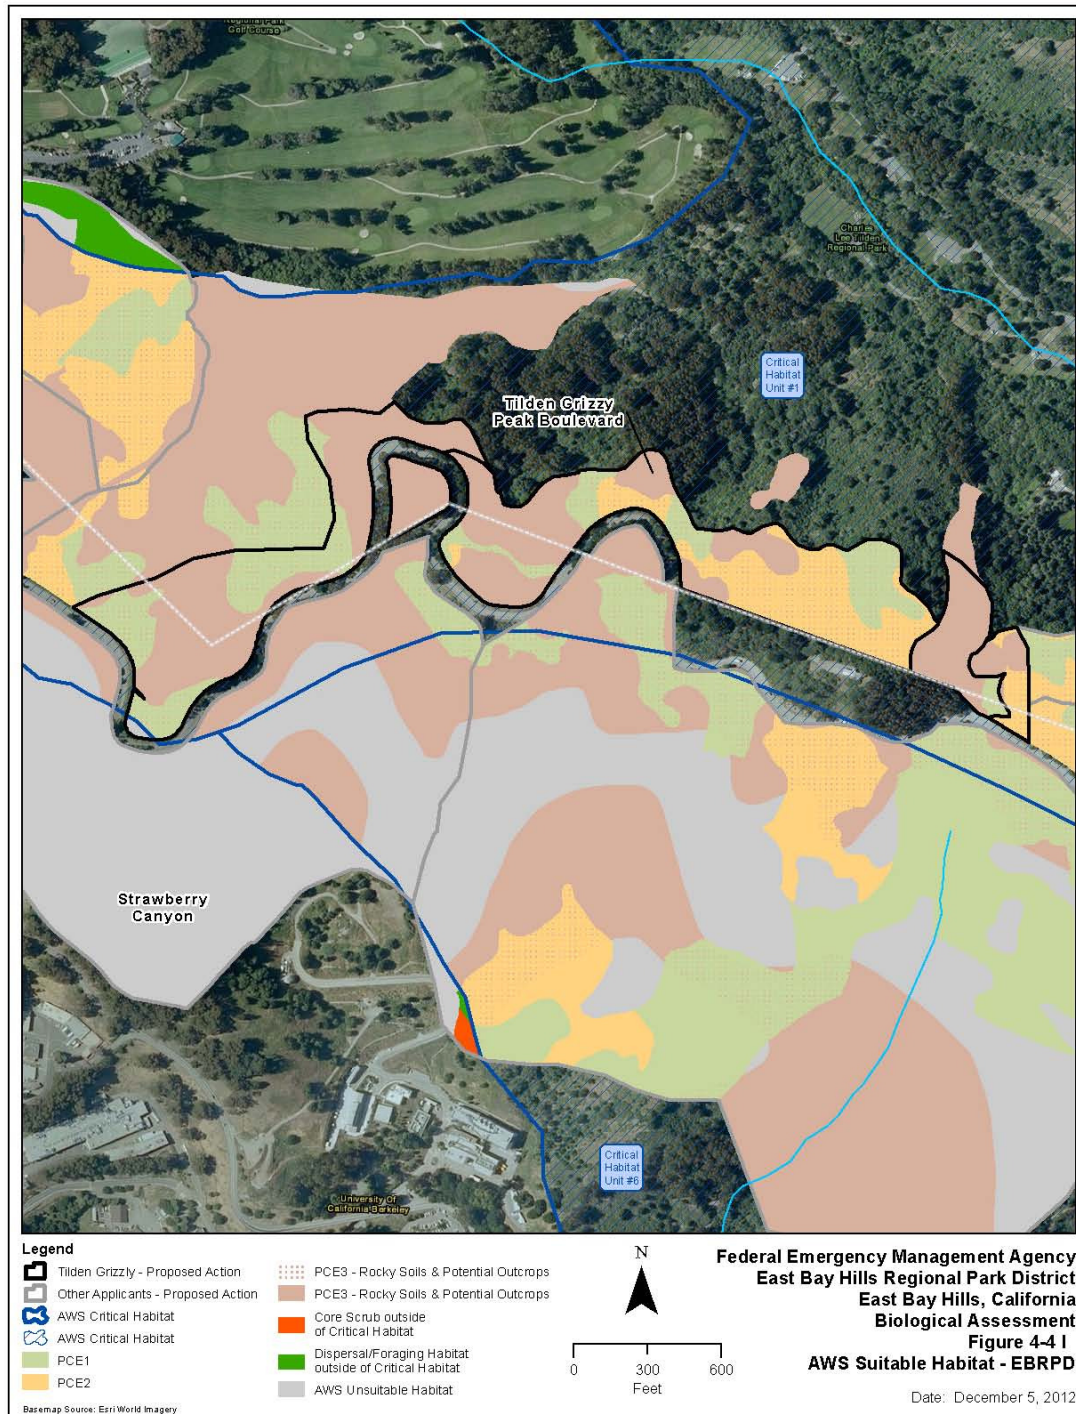 Regional Park
Golf Course
Charles
Lee Tilden
Regional Park
Critical
Habitat
Unit #1
Tilden Grizzy
Peak Boulevard
Strawberry
Canyon
Critical
Habitat
Unit #6
University Of
California Berkeley
Legend
Tilden Grizzly - Proposed Action
Other Applicants - Proposed Action
AWS Critical Habitat
AWS Critical Habitat
PCE1
PCE2
Basemap Source: Esri World Imagery
PCE3 - Rocky Soils & Potential Outcrops
PCE3 - Rocky Soils & Potential Outcrops
Core Scrub outside
of Critical Habitat
Dispersal/Foraging Habitat
outside of Critical Habitat
AWS Unsuitable Habitat
N
0 300 600
Feet
Federal Emergency Management Agency
East Bay Hills Regional Park District
East Bay Hills, California
Biological Assessment
Figure 4-4 I
AWS Suitable Habitat - EBRPD
Date: December 5, 2012